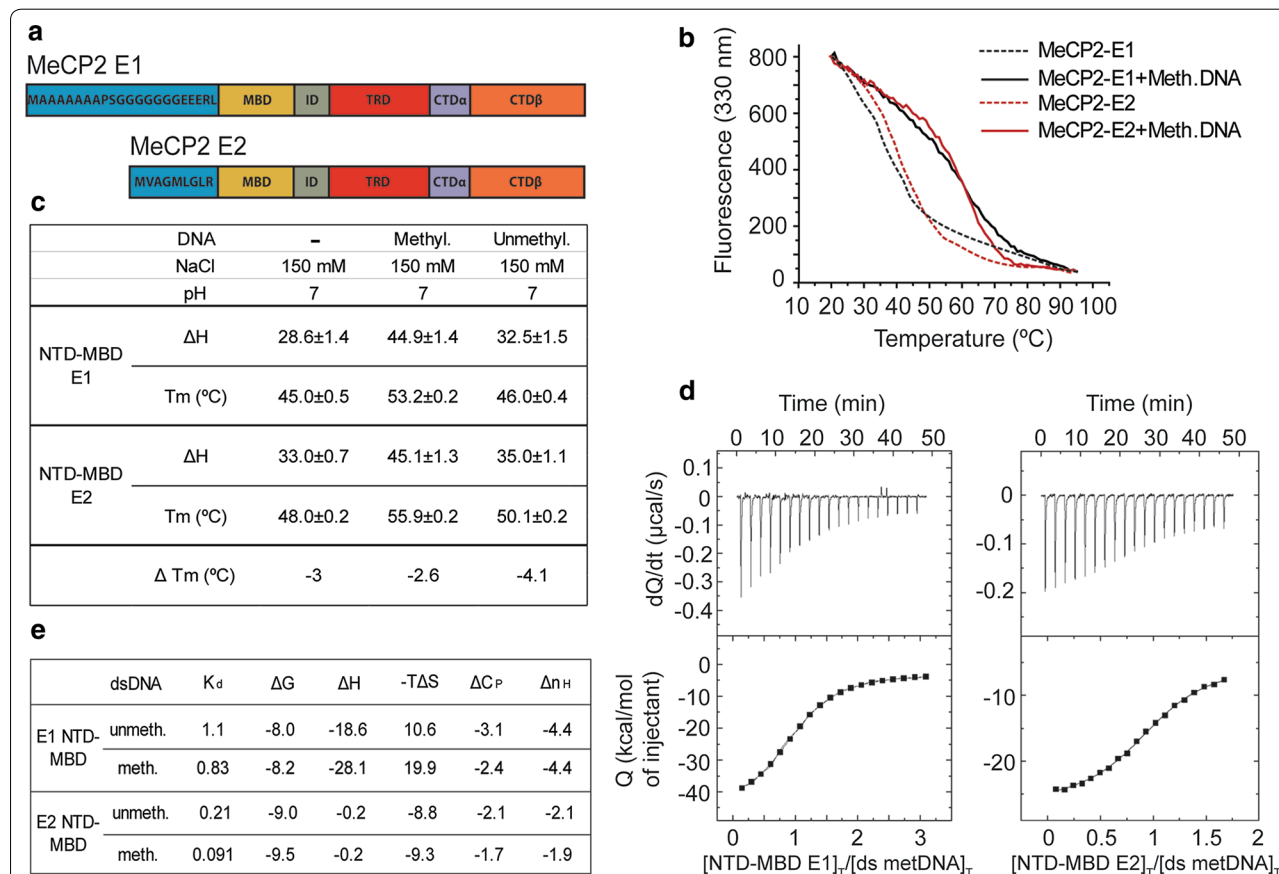 a
MeCP2 E1
MAAAAAAAPSGGGGGGGEEERL MBD ID TRD CTDα CTDβ
MeCP2 E2
MVAGMLGLR MBD ID TRD CTDα CTDβ
b
Fluorescence (330 nm)
800
600
400
200
0
10 20 30 40 50 60 70 80 90 100
Temperature (ºC)
MeCP2-E1
MeCP2-E1+Meth.DNA
MeCP2-E2
MeCP2-E2+Meth.DNA
c
DNA – Methyl. Unmethyl.
NaCl 150 mM 150 mM 150 mM
pH 7 7 7
NTD-MBD E1
ΔH 28.6±1.4 44.9±1.4 32.5±1.5
Tm (ºC) 45.0±0.5 53.2±0.2 46.0±0.4
NTD-MBD E2
ΔH 33.0±0.7 45.1±1.3 35.0±1.1
Tm (ºC) 48.0±0.2 55.9±0.2 50.1±0.2
Δ Tm (ºC) -3 -2.6 -4.1
d
Time (min)
0 10 20 30 40 50
0.1
0
-0.1
-0.2
-0.3
-0.4
dQ/dt (µcal/s)
0
-10
-20
-30
-40
Q (kcal/mol
of injectant)
0 1 2 3
[NTD-MBD E1]T/[ds metDNA]T
Time (min)
0 10 20 30 40 50
0
-0.1
-0.2
-10
-20
0 0.5 1 1.5 2
[NTD-MBD E2]T/[ds metDNA]T
e
dsDNA Kd ΔG ΔH -TΔS ΔCP ΔnH
E1 NTD-MBD
unmeth. 1.1 -8.0 -18.6 10.6 -3.1 -4.4
meth. 0.83 -8.2 -28.1 19.9 -2.4 -4.4
E2 NTD-MBD
unmeth. 0.21 -9.0 -0.2 -8.8 -2.1 -2.1
meth. 0.091 -9.5 -0.2 -9.3 -1.7 -1.9